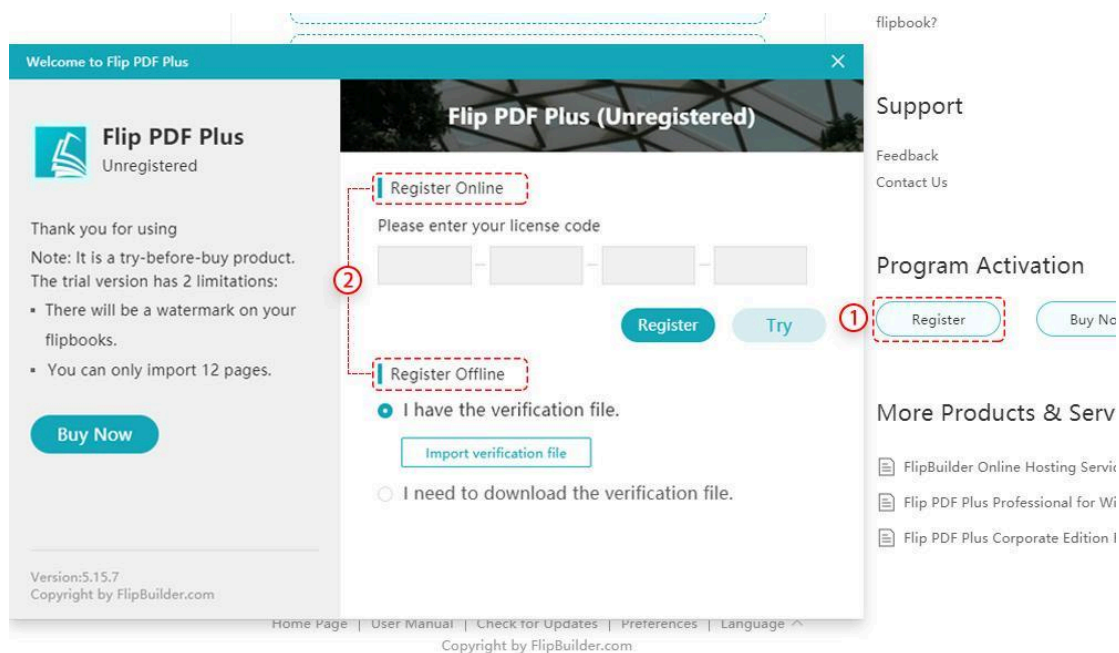 flipbook?
Welcome to Flip PDF Plus
Flip PDF Plus
Unregistered
Thank you for using
Note: It is a try-before-buy product.
The trial version has 2 limitations:
There will be a watermark on your
flipbooks.
You can only import 12 pages.
Buy Now
Version:5.15.7
Copyright by FlipBuilder.com
Flip PDF Plus (Unregistered)
Register Online
Please enter your license code
2
Register
Try
Register Offline
I have the verification file.
Import verification file
I need to download the verification file.
Support
Feedback
Contact Us
Program Activation
1
Register
Buy No
More Products & Serv
FlipBuilder Online Hosting Servic
Flip PDF Plus Professional for Wi
Flip PDF Plus Corporate Edition
Home Page | User Manual | Check for Updates | Preferences | Language
Copyright by FlipBuilder.com